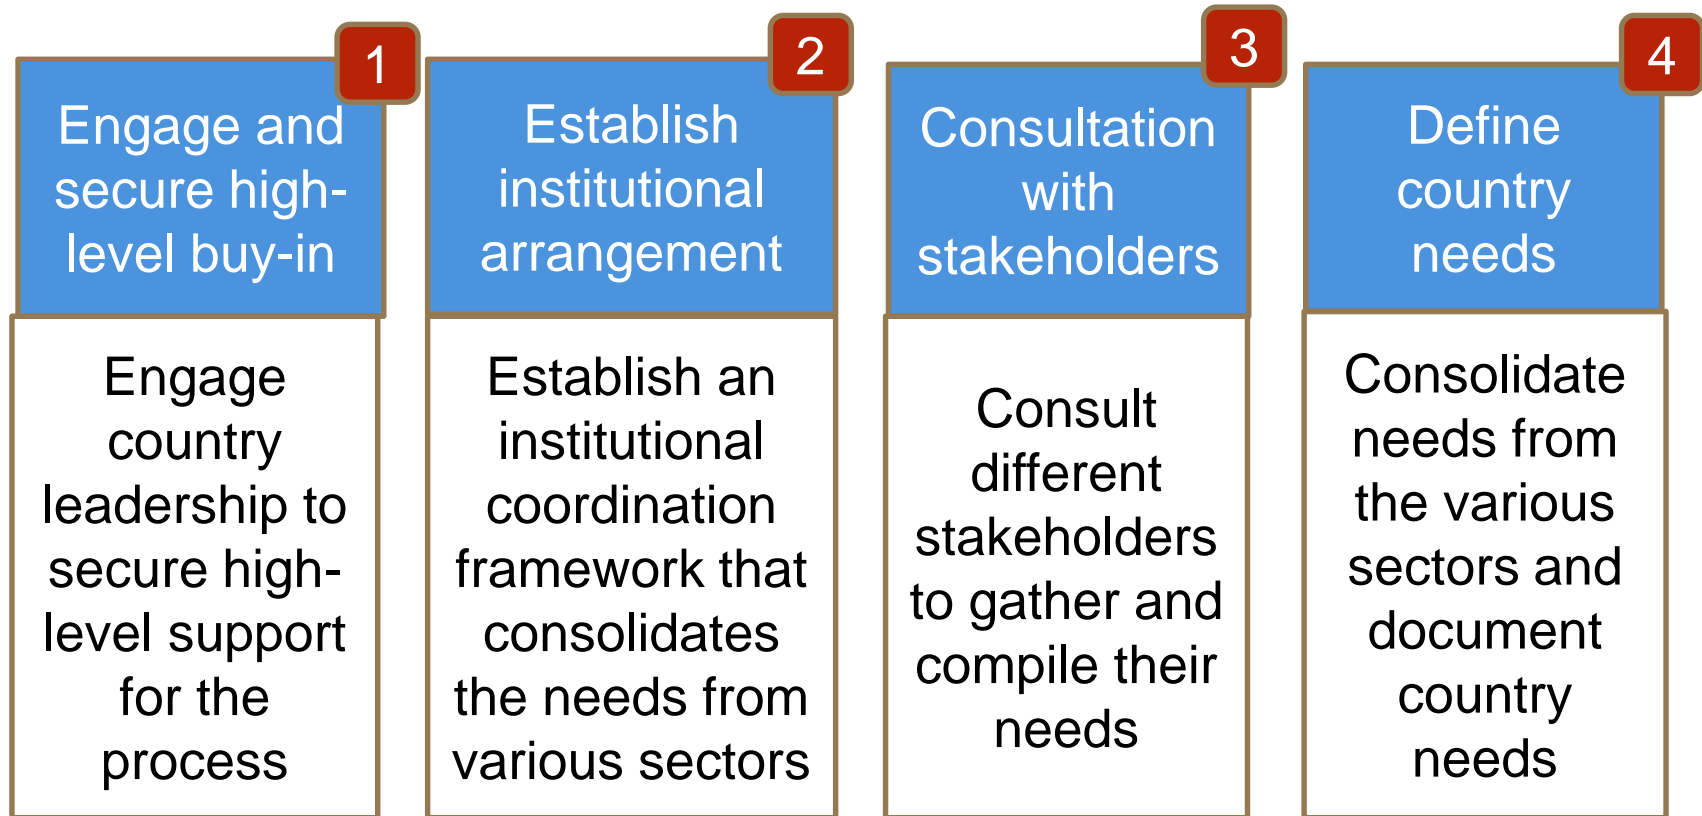 1
Engage and
secure high-
level buy-in
Engage
country
leadership to
secure high-
level support
for the
process
2
Establish
institutional
arrangement
Establish an
institutional
coordination
framework that
consolidates
the needs from
various sectors
3
Consultation
with
stakeholders
Consult
different
stakeholders
to gather and
compile their
needs
4
Define
country
needs
Consolidate
needs from
the various
sectors and
document
country
needs